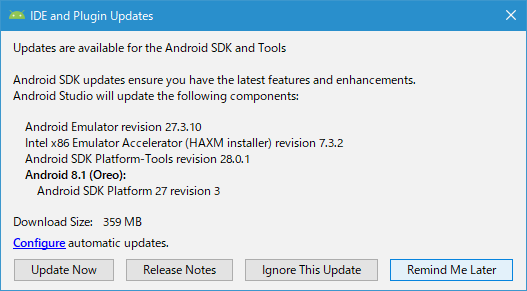 IDE and Plugin Updates
Updates are available for the Android SDK and Tools
Android SDK updates ensure you have the latest features and enhancements.
Android Studio will update the following components:
Android Emulator revision 27.3.10
Intel x86 Emulator Accelerator (HAXM installer) revision 7.3.2
Android SDK Platform-Tools revision 28.0.1
Android 8.1 (Oreo):
Android SDK Platform 27 revision 3
Download Size: 359 MB
Configure automatic updates.
Update Now Release Notes Ignore This Update Remind Me Later